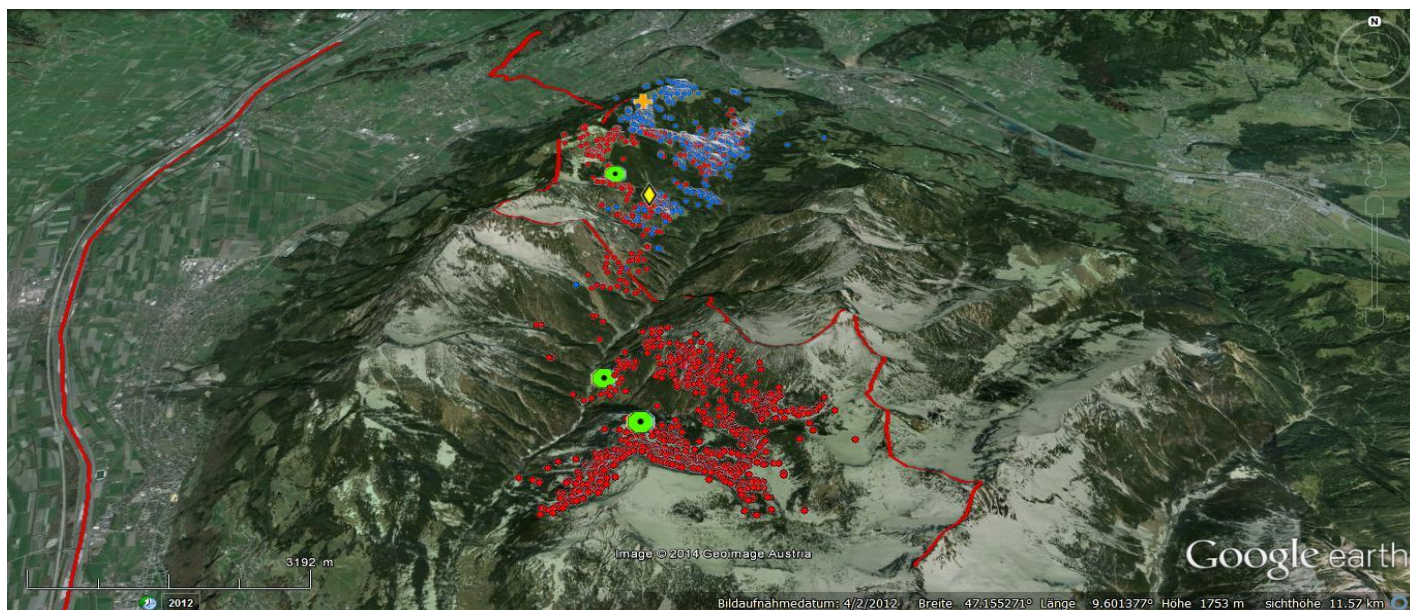 N
Image © 2014 Geoimage Austria
Google earth
3192 m
2012
Bildaufnahmedatum: 4/2/2012 Breite 47.155271° Länge 9.601377° Höhe 1753 m sichthöhe 11.57 km